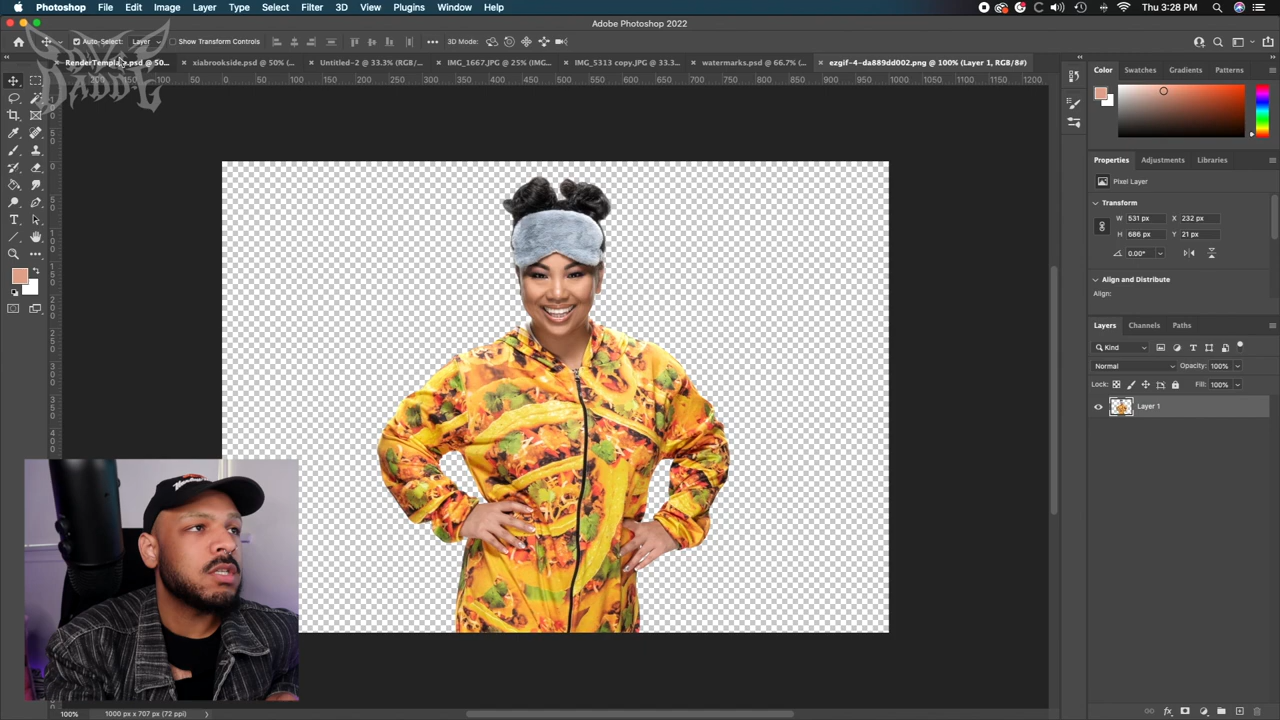 Photoshop File Edit Image Layer Type Select Filter 3D View Plugins Window Help Thu 3:28 PM
Adobe Photoshop 2022
Auto-Select: Layer Show Transform Controls 3D Mode:
xiabrookside.psd @ 50% (... Untitled-2 @ 33.3% (RGB/... IMG_1667.JPG @ 25% (IMG... IMG_5313 copy.JPG @ 33.3... watermarks.psd @ 66.7% (... ezgif-4-da889dd002.png @ 100% (Layer 1, RGB/8#)
DADDE
Color Swatches Gradients Patterns
Properties Adjustments Libraries
Pixel Layer
Transform
W 531 px X 232 px
H 686 px Y 21 px
0.00°
Align and Distribute
Align:
Layers Channels Paths
Kind
Normal Opacity: 100%
Lock: Fill: 100%
Layer 1
100% 1000 px x 707 px (72 ppi)